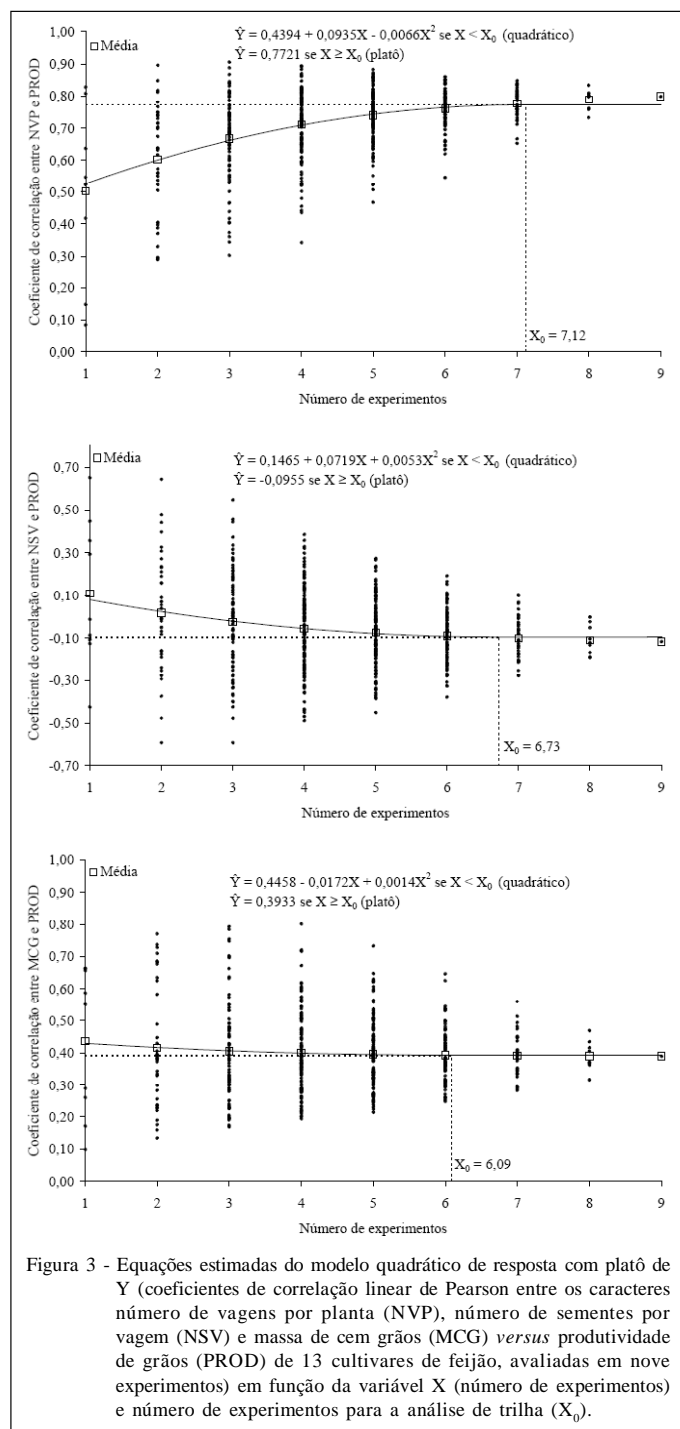 Coeficiente de correlação entre NVP e PROD
1,00
0,90
0,80
0,70
0,60
0,50
0,40
0,30
0,20
0,10
0,00
Média
Ŷ = 0,4394 + 0,0935X - 0,0066X² se X < X₀ (quadrático)
Ŷ = 0,7721 se X ≥ X₀ (platô)
X₀ = 7,12
1 2 3 4 5 6 7 8 9
Número de experimentos
Coeficiente de correlação entre NSV e PROD
0,70
0,50
0,30
0,10
-0,10
-0,30
-0,50
-0,70
Média
Ŷ = 0,1465 + 0,0719X + 0,0053X² se X < X₀ (quadrático)
Ŷ = -0,0955 se X ≥ X₀ (platô)
X₀ = 6,73
1 2 3 4 5 6 7 8 9
Número de experimentos
Coeficiente de correlação entre MCG e PROD
1,00
0,90
0,80
0,70
0,60
0,50
0,40
0,30
0,20
0,10
0,00
Média
Ŷ = 0,4458 - 0,0172X + 0,0014X² se X < X₀ (quadrático)
Ŷ = 0,3933 se X ≥ X₀ (platô)
X₀ = 6,09
1 2 3 4 5 6 7 8 9
Número de experimentos
Figura 3 - Equações estimadas do modelo quadrático de resposta com platô de
Y (coeficientes de correlação linear de Pearson entre os caracteres
número de vagens por planta (NVP), número de sementes por
vagem (NSV) e massa de cem grãos (MCG) versus produtividade
de grãos (PROD) de 13 cultivares de feijão, avaliadas em nove
experimentos) em função da variável X (número de experimentos)
e número de experimentos para a análise de trilha (X₀).